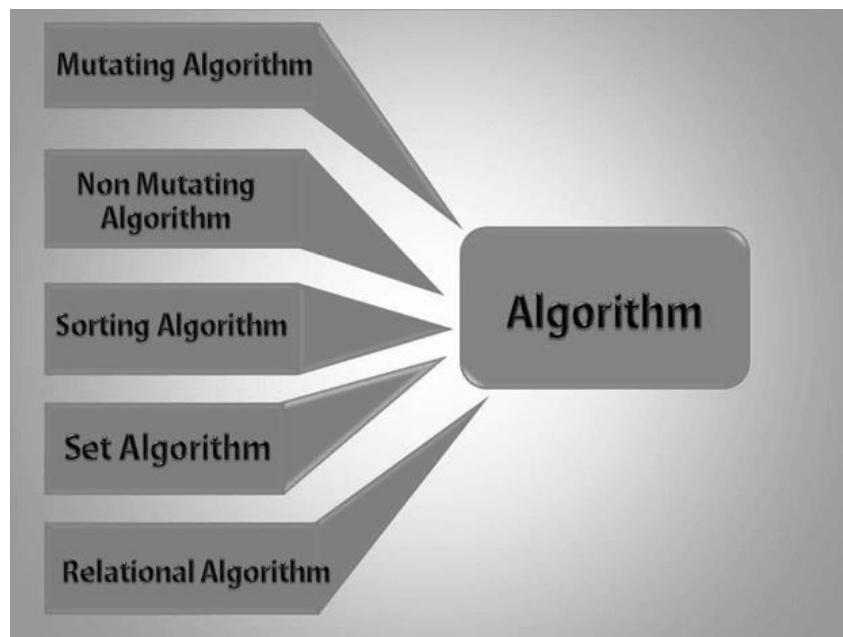 Mutating Algorithm
Non Mutating
Algorithm
Sorting Algorithm
Set Algorithm
Relational Algorithm
Algorithm